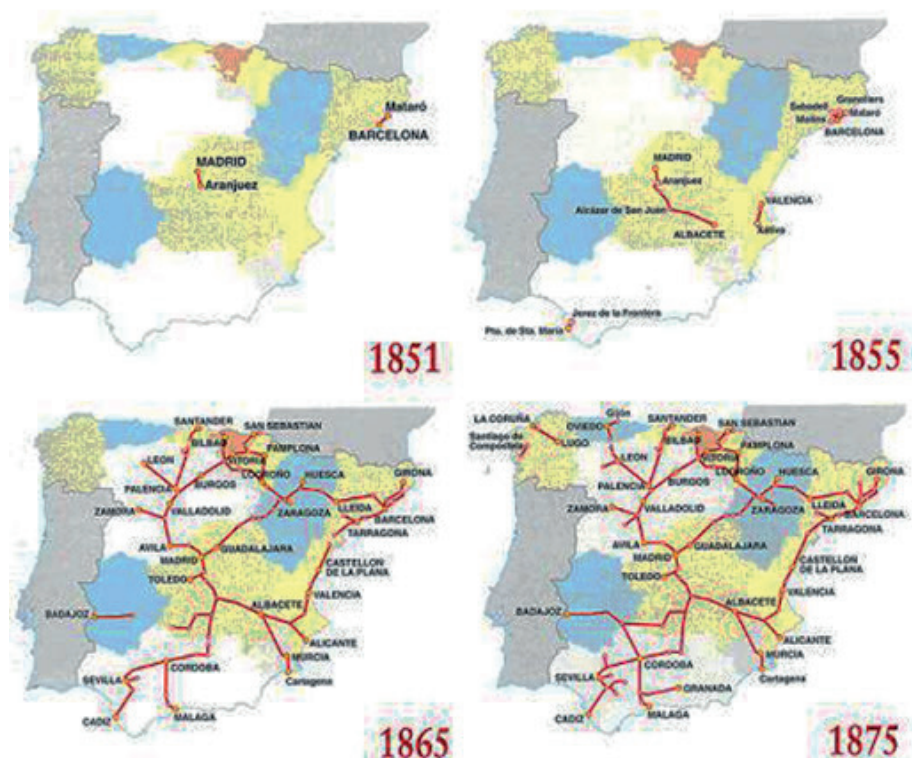 Mataró
BARCELONA
MADRID
Aranjuez
1851
Granollers
Sabadell
Mataró
Molins
BARCELONA
MADRID
Aranjuez
Alcázar de San Juan
VALENCIA
ALBACETE
Xativa
Jerez de la Frontera
Pto. de Sta. María
1855
SANTANDER
SAN SEBASTIAN
BILBAO
PAMPLONA
VITORIA
LEON
LOGROÑO
HUESCA
GIRONA
PALENCIA
BURGOS
LLEIDA
ZAMORA
VALLADOLID
ZARAGOZA
BARCELONA
TARRAGONA
AVILA
GUADALAJARA
MADRID
CASTELLON
DE LA PLANA
TOLEDO
ALBACETE
VALENCIA
BADAJOZ
ALICANTE
MURCIA
CORDOBA
Cartagena
SEVILLA
CADIZ
MALAGA
1865
Gijón
LA CORUÑA
OVIEDO
SANTANDER
SAN SEBASTIAN
Santiago de
Compostela
LUGO
BILBAO
PAMPLONA
VITORIA
LEON
LOGROÑO
HUESCA
GIRONA
PALENCIA
BURGOS
LLEIDA
ZAMORA
VALLADOLID
ZARAGOZA
BARCELONA
TARRAGONA
AVILA
GUADALAJARA
MADRID
CASTELLON
DE LA PLANA
TOLEDO
ALBACETE
VALENCIA
BADAJOZ
ALICANTE
MURCIA
CORDOBA
Cartagena
SEVILLA
GRANADA
CADIZ
MALAGA
1875